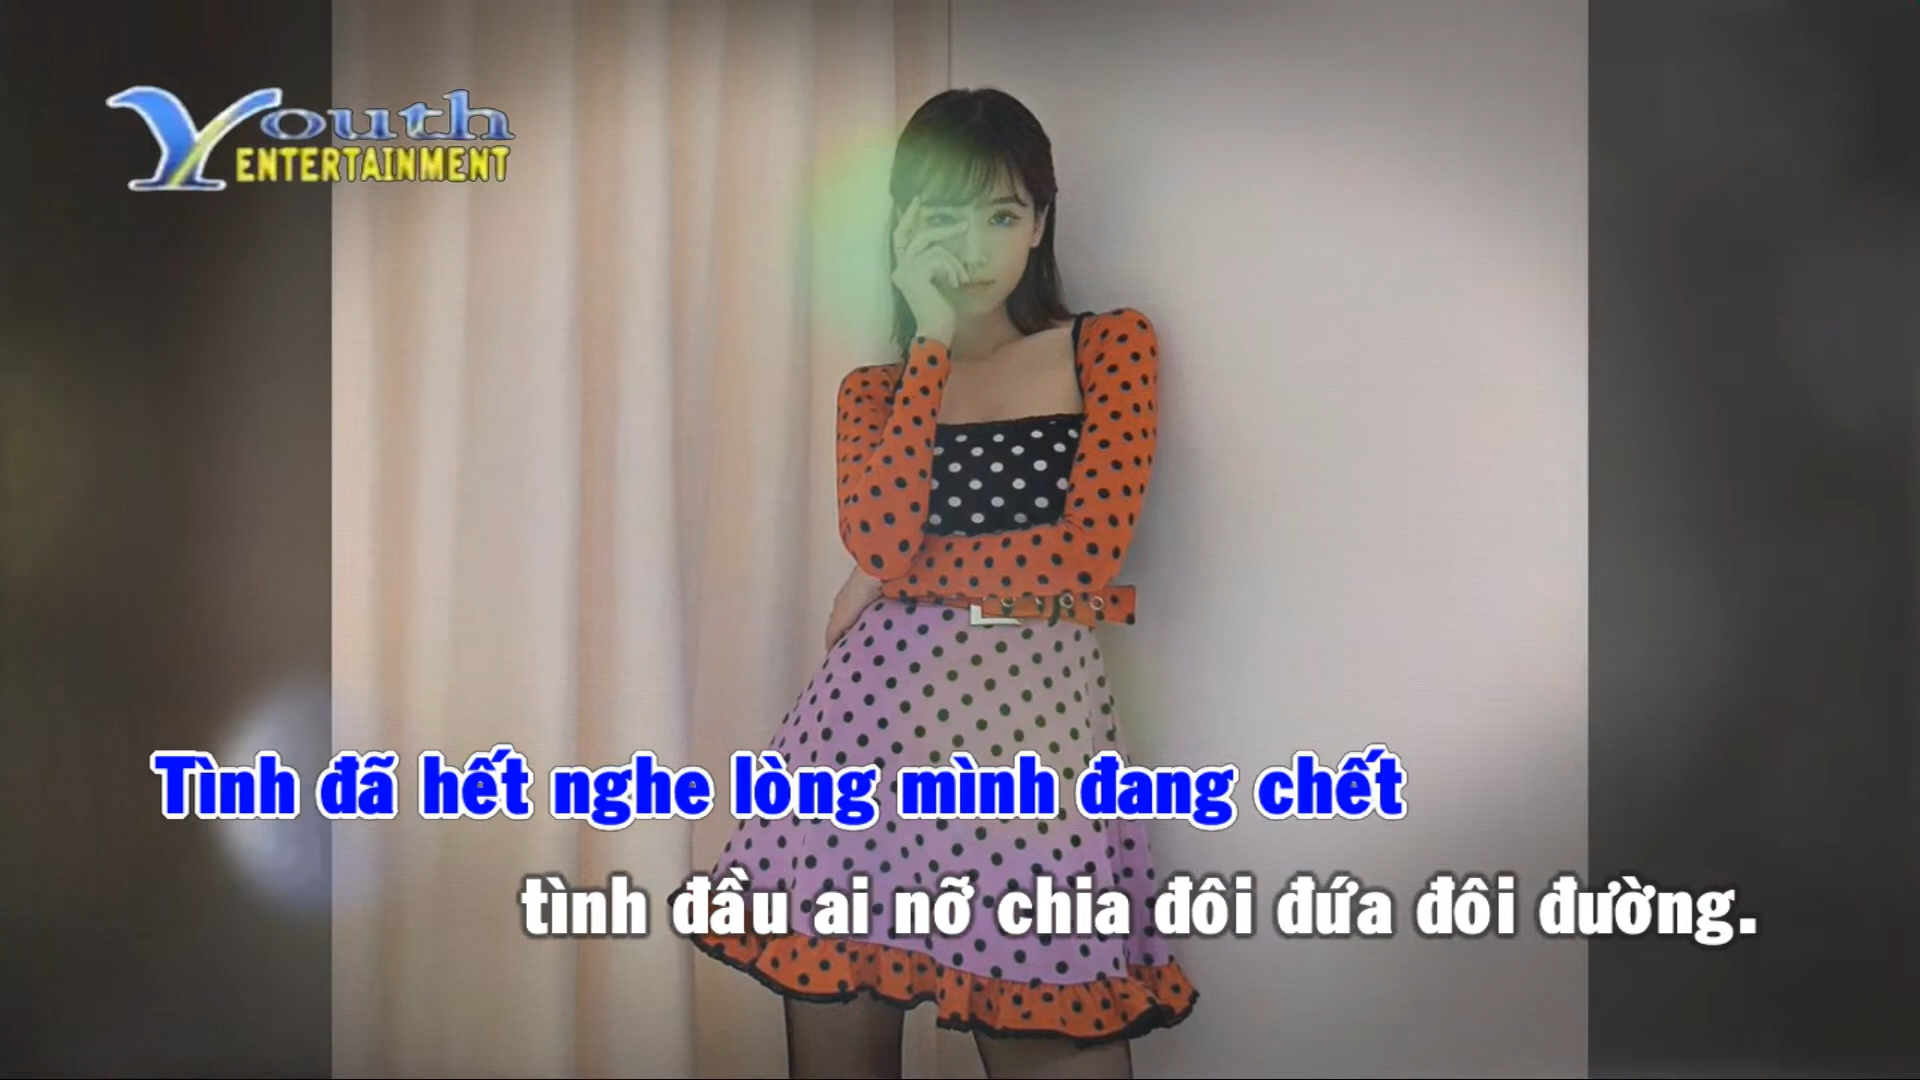 Youth
ENTERTAINMENT
Tình đã hết nghe lòng mình đang chết
tình đầu ai nỡ chia đôi đứa đôi đường.